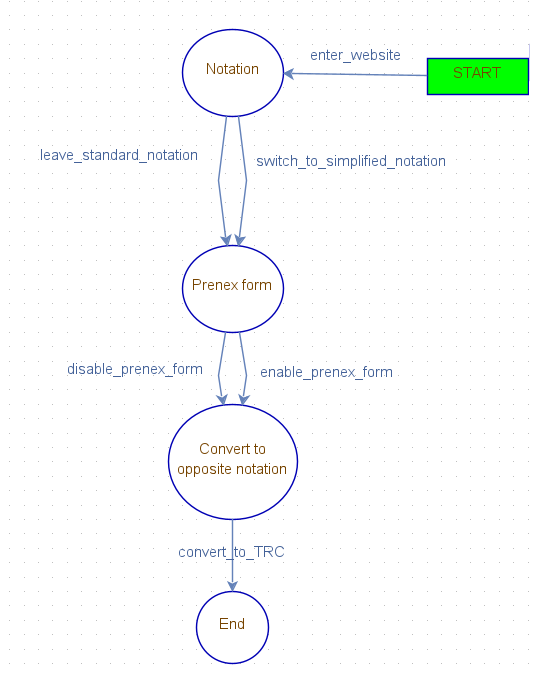 enter_website
Notation
START
leave_standard_notation
switch_to_simplified_notation
Prenex form
disable_prenex_form
enable_prenex_form
Convert to
opposite notation
convert_to_TRC
End